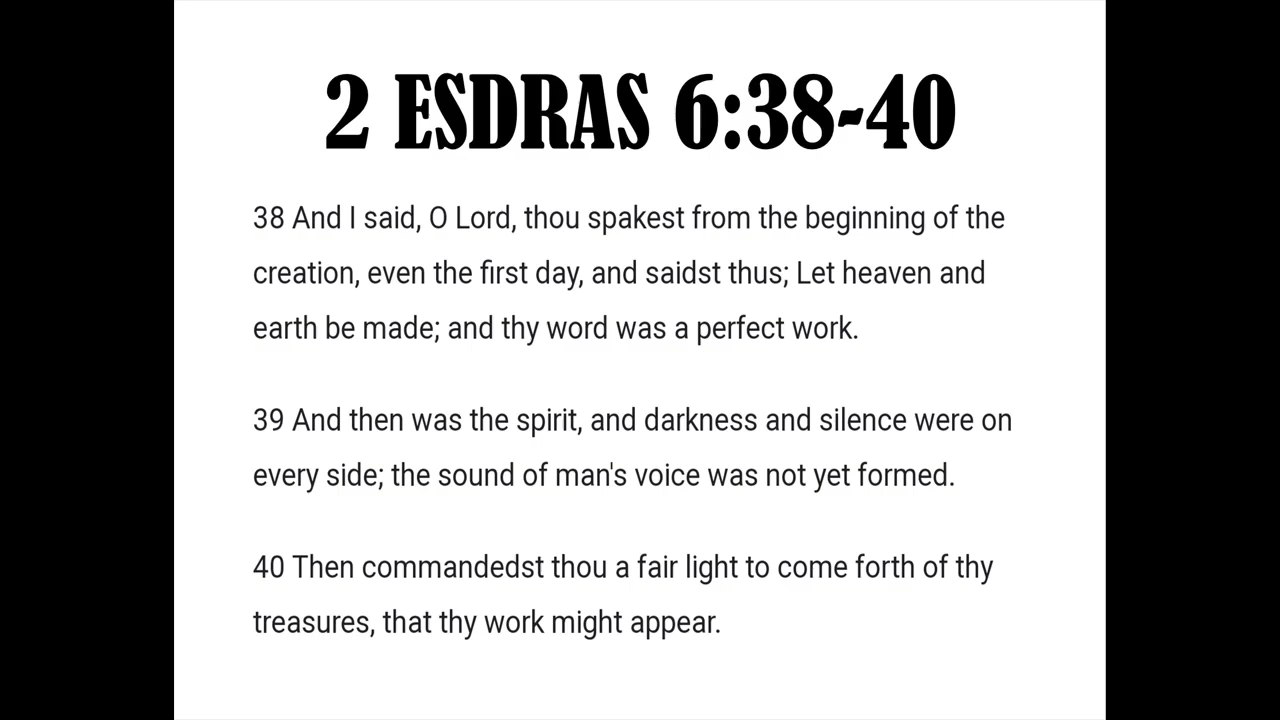 2 ESDRAS 6:38-40
38 And I said, O Lord, thou spakest from the beginning of the
creation, even the first day, and saidst thus; Let heaven and
earth be made; and thy word was a perfect work.
39 And then was the spirit, and darkness and silence were on
every side; the sound of man's voice was not yet formed.
40 Then commandedst thou a fair light to come forth of thy
treasures, that thy work might appear.